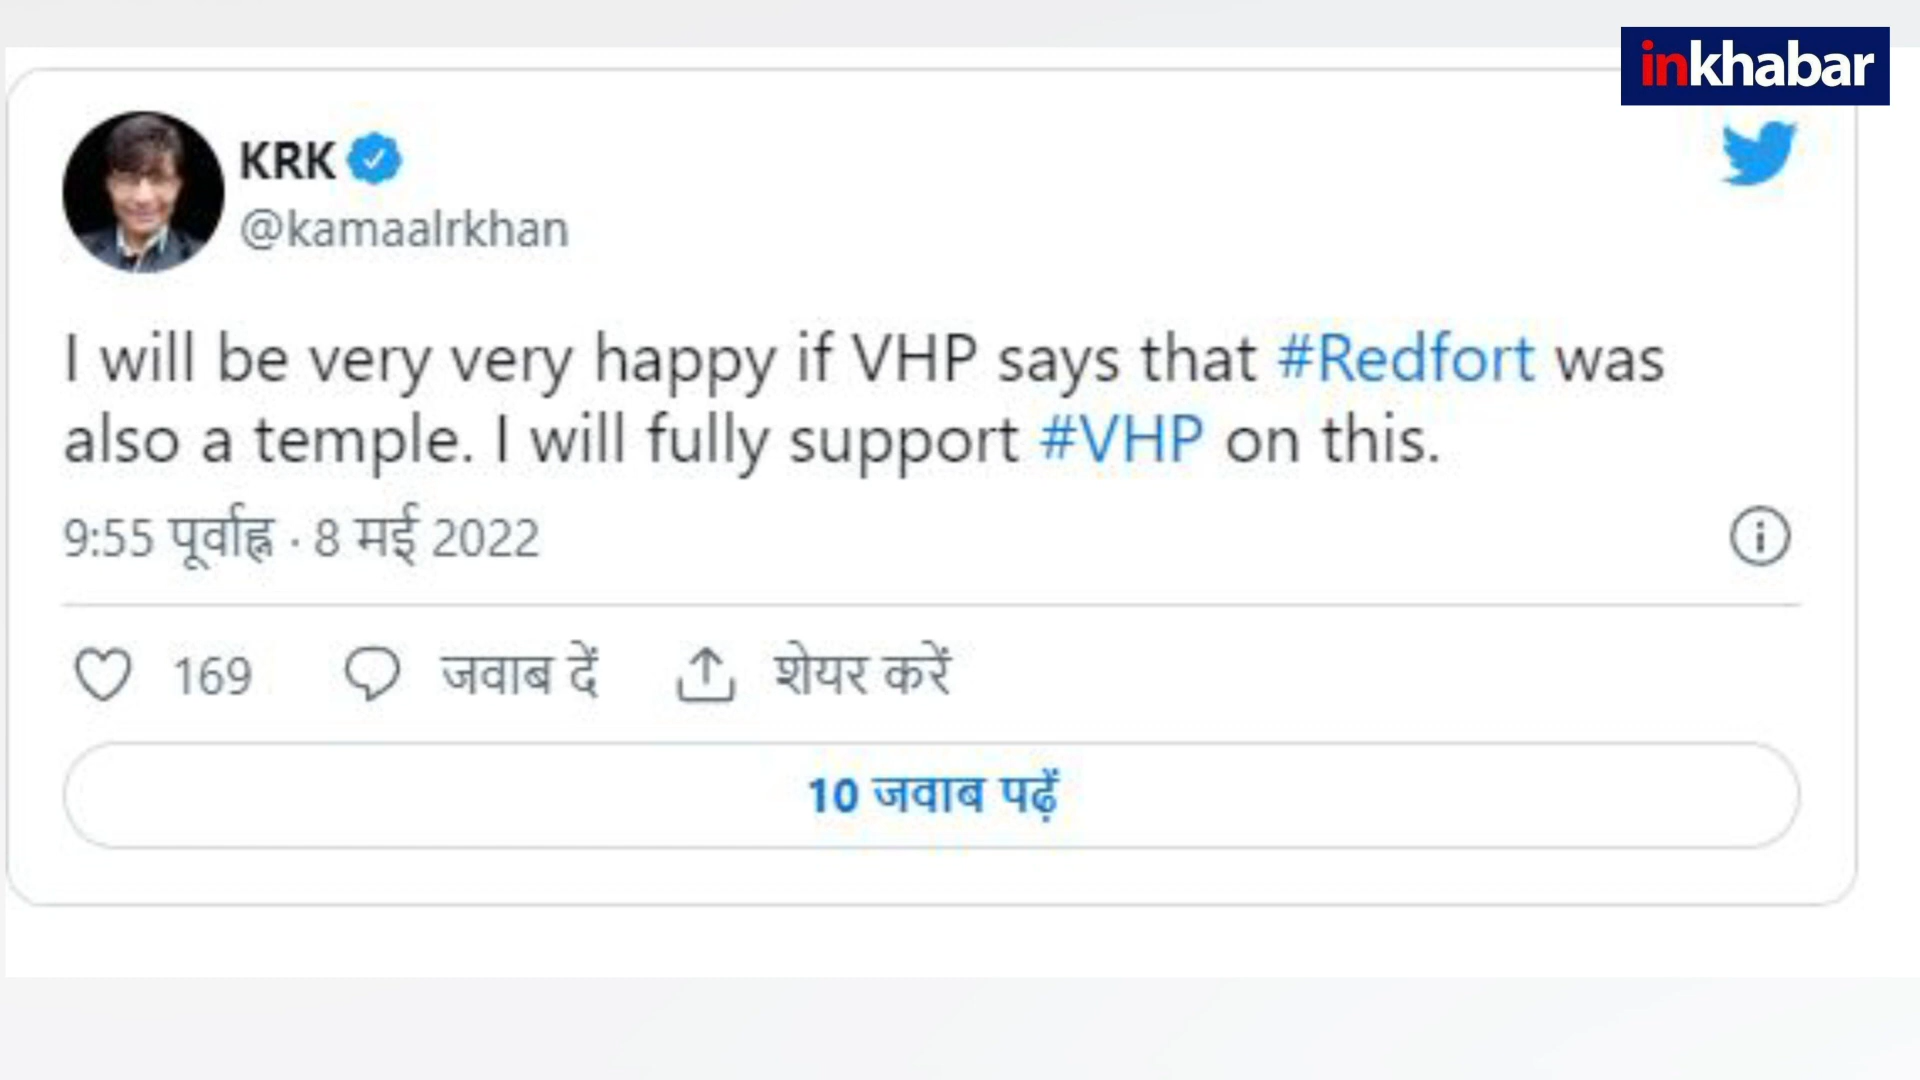 inkhabar
KRK
@kamaalrkhan
I will be very very happy if VHP says that #Redfort was
also a temple. I will fully support #VHP on this.
9:55 पूर्वाह्न · 8 मई 2022
169 जवाब दें शेयर करें
10 जवाब पढ़ें